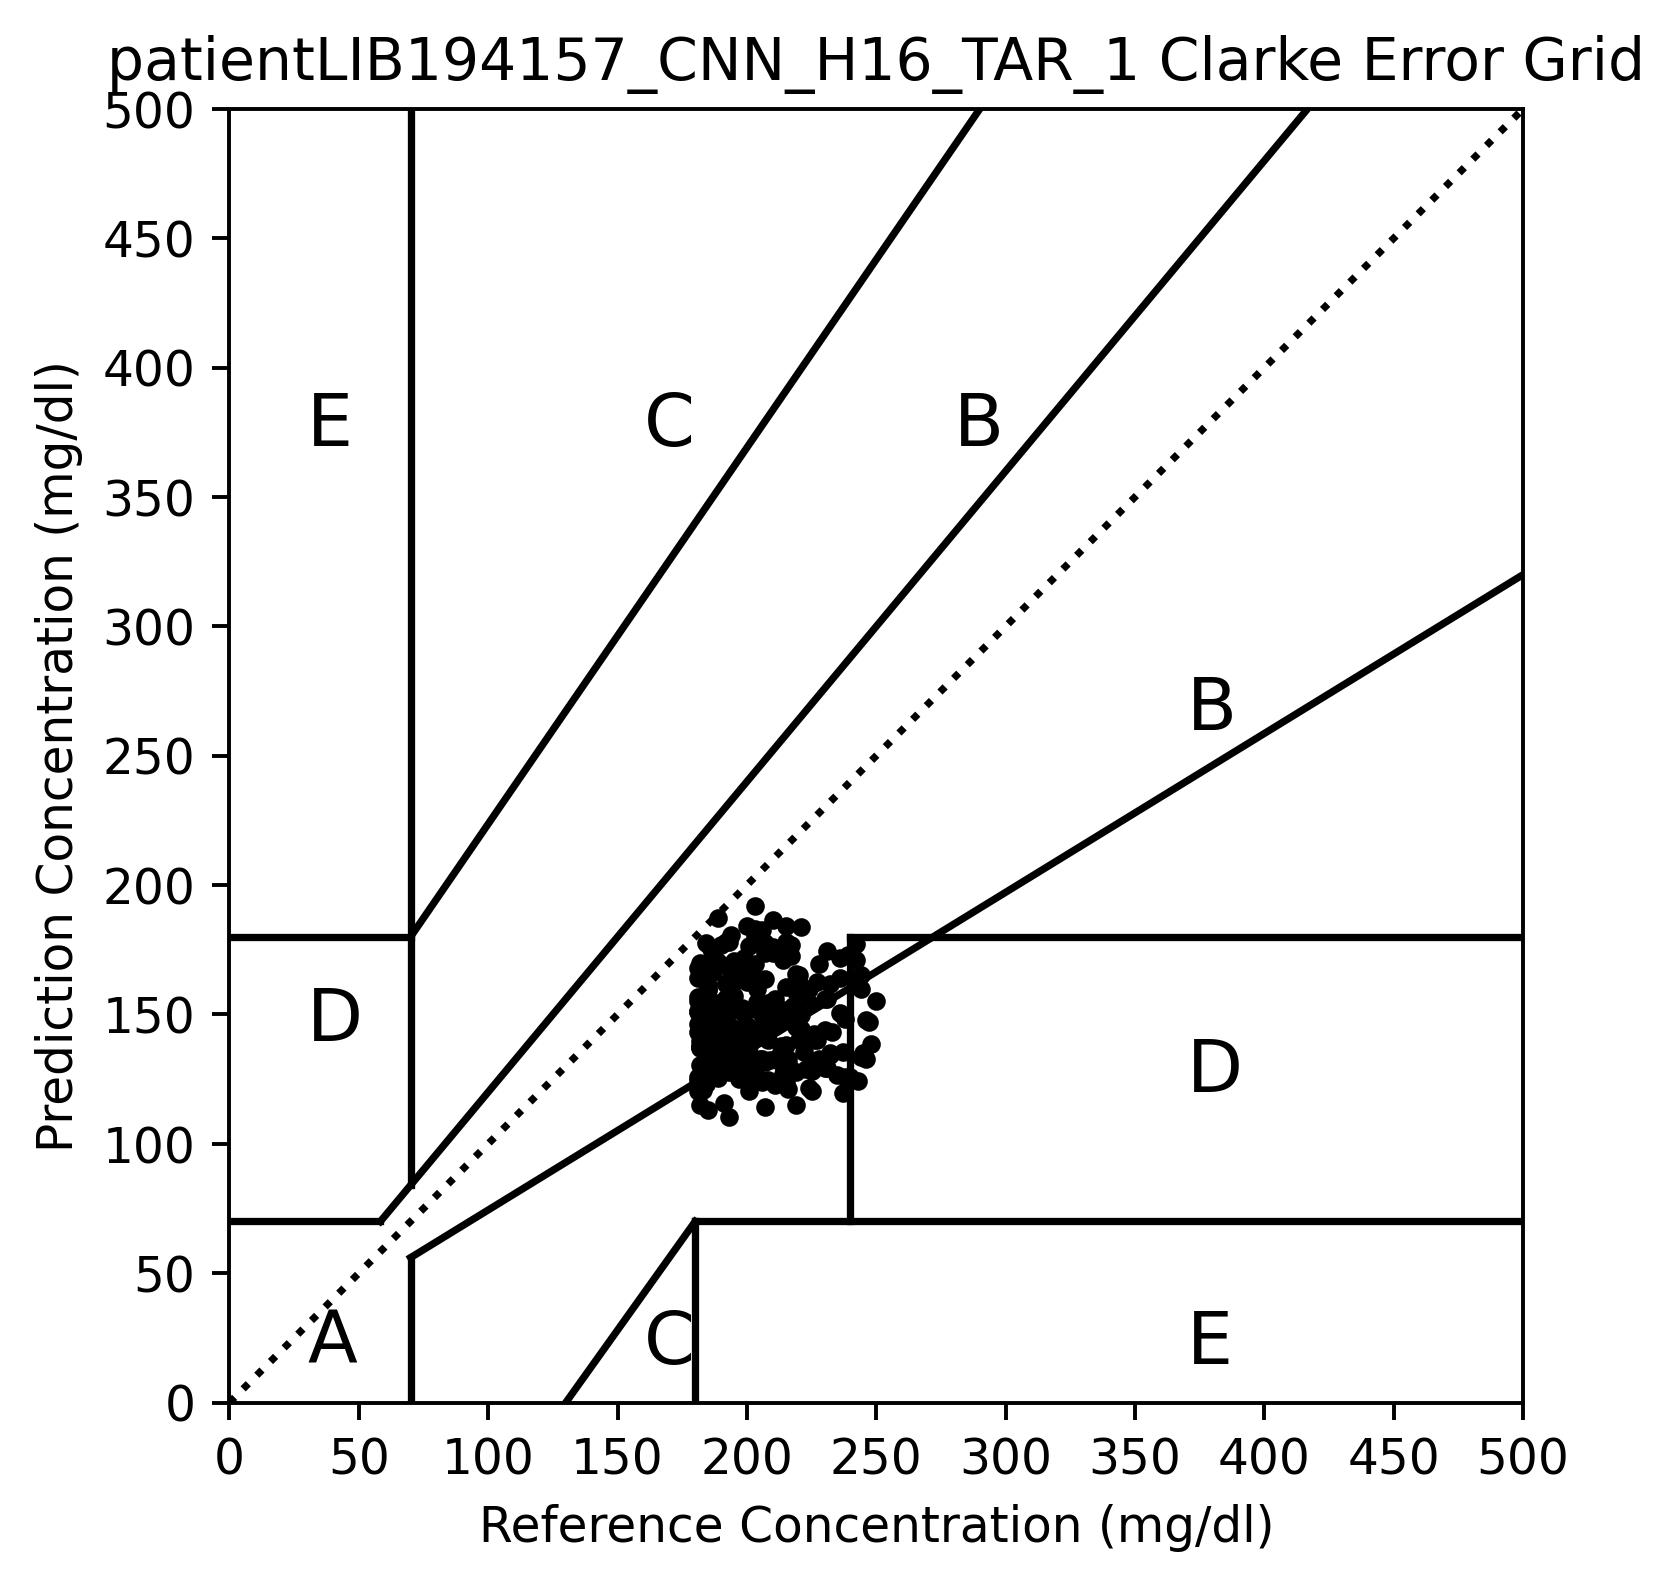 patientLIB194157_CNN_H16_TAR_1 Clarke Error Grid
500
450
400
350
300
250
200
150
100
50
0
Prediction Concentration (mg/dl)
E
C
B
B
D
D
A
C
E
0 50 100 150 200 250 300 350 400 450 500
Reference Concentration (mg/dl)